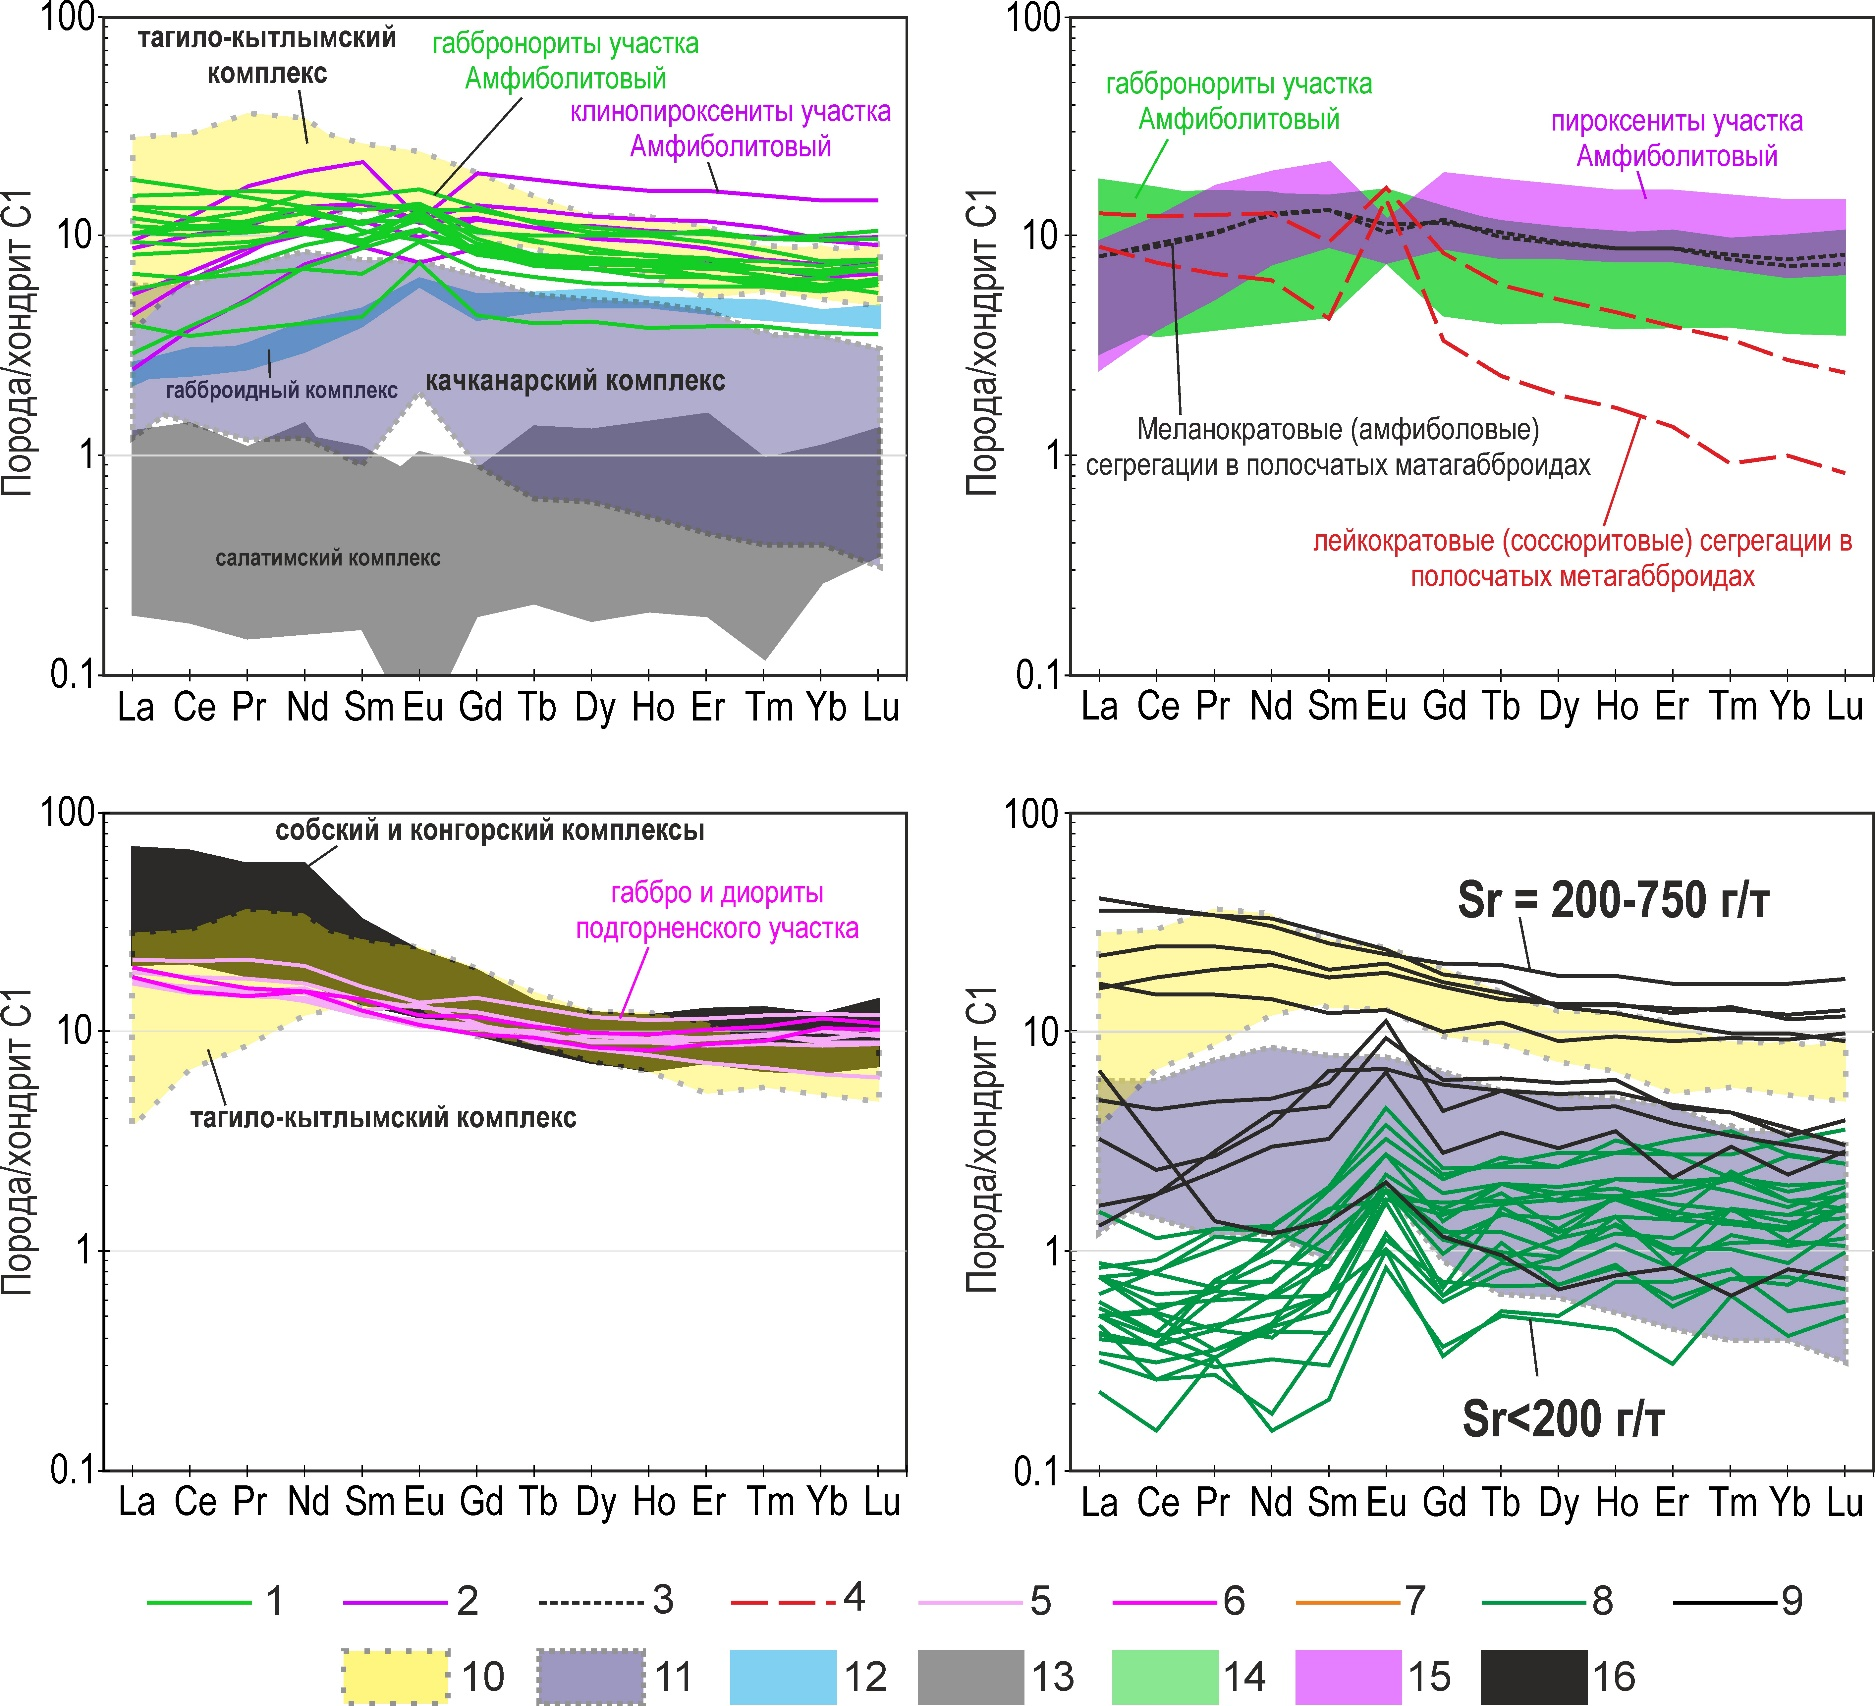 100
10
1
0.1
Порода/хондрит С1
тагило-кытлымский
комплекс
габбронориты участка
Амфиболитовый
клинопироксениты участка
Амфиболитовый
габброидный комплекс
качканарский комплекс
салатимский комплекс
La Ce Pr Nd Sm Eu Gd Tb Dy Ho Er Tm Yb Lu
100
10
1
0.1
Порода/хондрит С1
габбронориты участка
Амфиболитовый
пироксениты участка
Амфиболитовый
Меланократовые (амфиболовые)
сегрегации в полосчатых матагабброидах
лейкократовые (соссюритовые) сегрегации в
полосчатых метагабброидах
La Ce Pr Nd Sm Eu Gd Tb Dy Ho Er Tm Yb Lu
100
10
1
0.1
Порода/хондрит С1
собский и конгорский комплексы
габбро и диориты
подгорненского участка
тагило-кытлымский комплекс
La Ce Pr Nd Sm Eu Gd Tb Dy Ho Er Tm Yb Lu
100
10
1
0.1
Порода/хондрит С1
Sr = 200-750 г/т
Sr<200 г/т
La Ce Pr Nd Sm Eu Gd Tb Dy Ho Er Tm Yb Lu
1 2 3 4 5 6 7 8 9
10 11 12 13 14 15 16